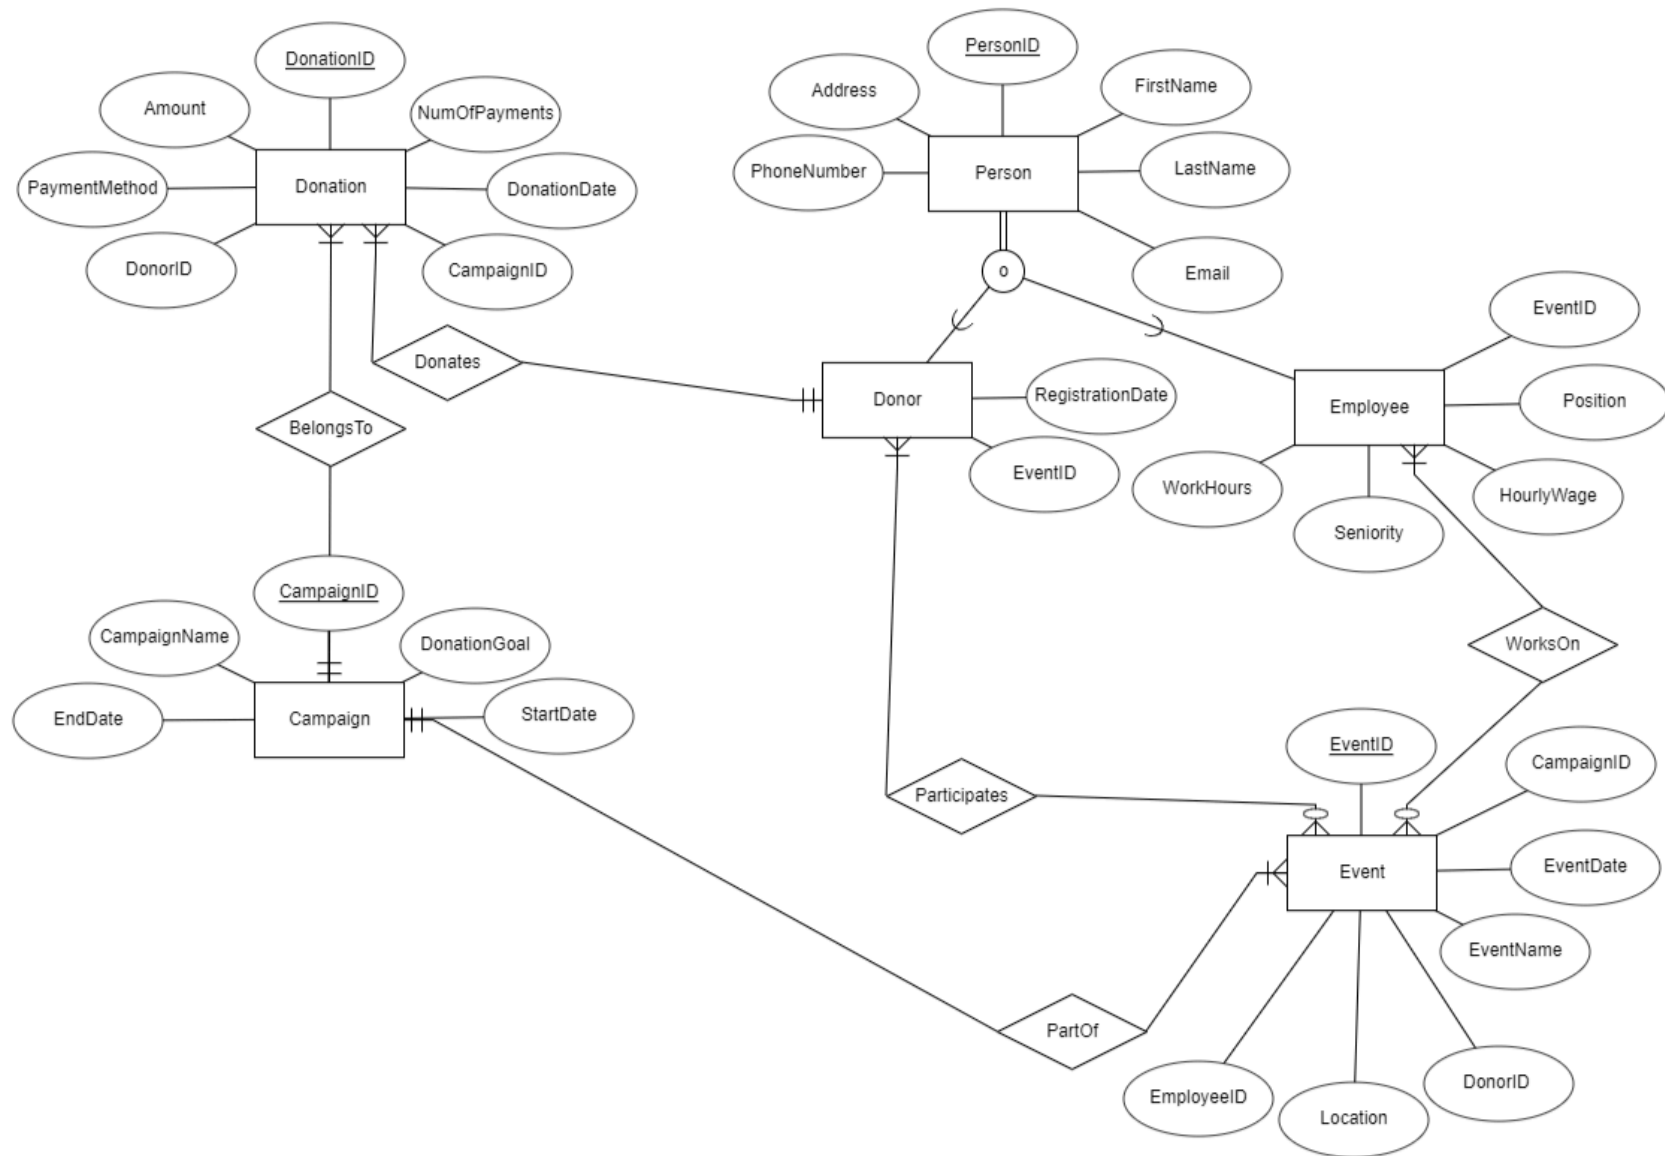 DonationID
PersonID
Amount
NumOfPayments
Address
FirstName
PaymentMethod
Donation
DonationDate
PhoneNumber
Person
LastName
DonorID
CampaignID
o
Email
EventID
Donates
Donor
RegistrationDate
Employee
Position
BelongsTo
EventID
WorkHours
HourlyWage
Seniority
CampaignID
CampaignName
DonationGoal
WorksOn
EndDate
Campaign
StartDate
EventID
CampaignID
Participates
Event
EventDate
EventName
PartOf
EmployeeID
Location
DonorID